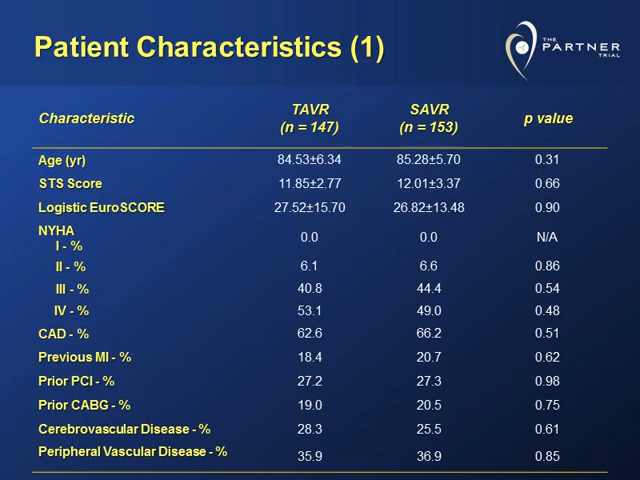 Patient Characteristics (1)
THE
PARTNER
TRIAL
Characteristic TAVR (n = 147) SAVR (n = 153) p value
Age (yr) 84.53±6.34 85.28±5.70 0.31
STS Score 11.85±2.77 12.01±3.37 0.66
Logistic EuroSCORE 27.52±15.70 26.82±13.48 0.90
NYHA
I - % 0.0 0.0 N/A
II - % 6.1 6.6 0.86
III - % 40.8 44.4 0.54
IV - % 53.1 49.0 0.48
CAD - % 62.6 66.2 0.51
Previous MI - % 18.4 20.7 0.62
Prior PCI - % 27.2 27.3 0.98
Prior CABG - % 19.0 20.5 0.75
Cerebrovascular Disease - % 28.3 25.5 0.61
Peripheral Vascular Disease - % 35.9 36.9 0.85